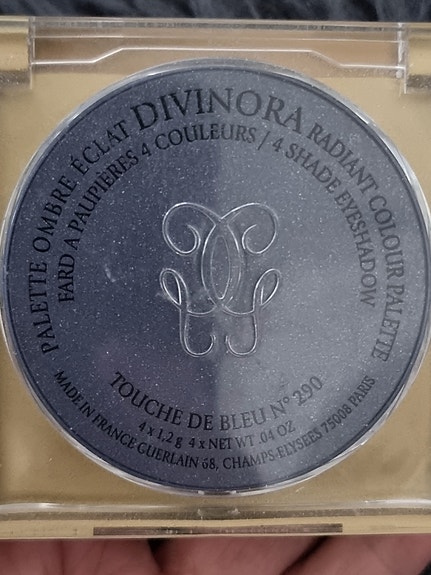 PALETTE OMBRE ÉCLAT DIVINORA RADIANT COLOUR PALETTE
FARD A PAUPIÈRES 4 COULEURS / 4 SHADE EYESHADOW
TOUCHE DE BLEU N° 290
4 x 1,2 g 4 x NET WT .04 OZ
MADE IN FRANCE GUERLAIN 68, CHAMPS-ELYSEES 75008 PARIS